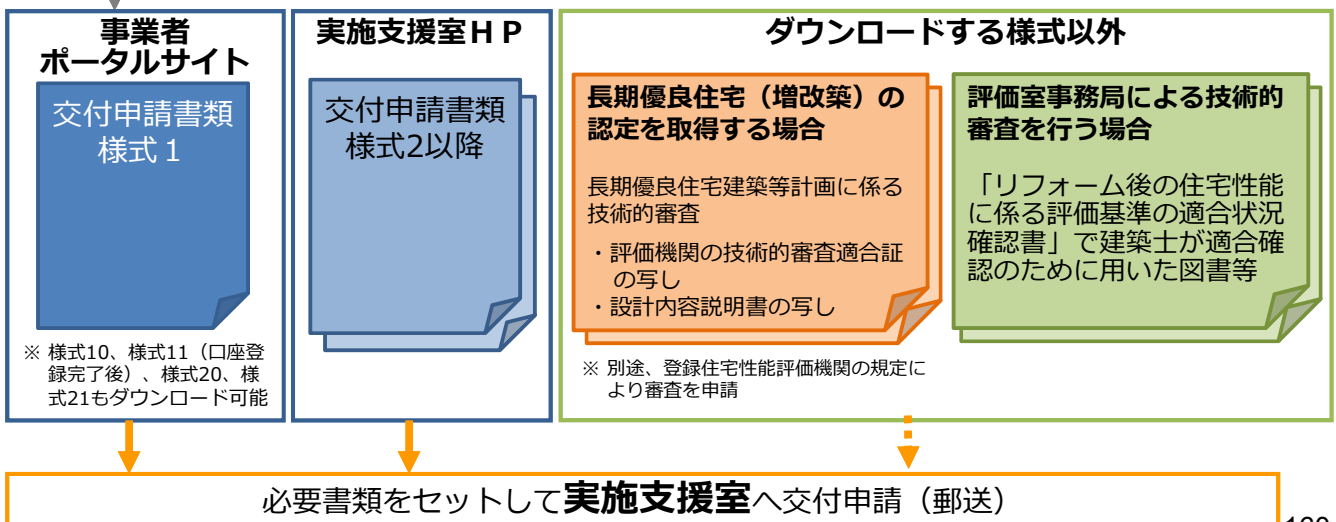 事業者
ポータルサイト
交付申請書類
様式１
※ 様式10、様式11（口座登
録完了後）、様式20、様
式21もダウンロード可能
実施支援室ＨＰ
交付申請書類
様式2以降
ダウンロードする様式以外
長期優良住宅（増改築）の
認定を取得する場合
長期優良住宅建築等計画に係る
技術的審査
・評価機関の技術的審査適合証
の写し
・設計内容説明書の写し
※ 別途、登録住宅性能評価機関の規定に
より審査を申請
評価室事務局による技術的
審査を行う場合
「リフォーム後の住宅性能
に係る評価基準の適合状況
確認書」で建築士が適合確
認のために用いた図書等
必要書類をセットして実施支援室へ交付申請（郵送）